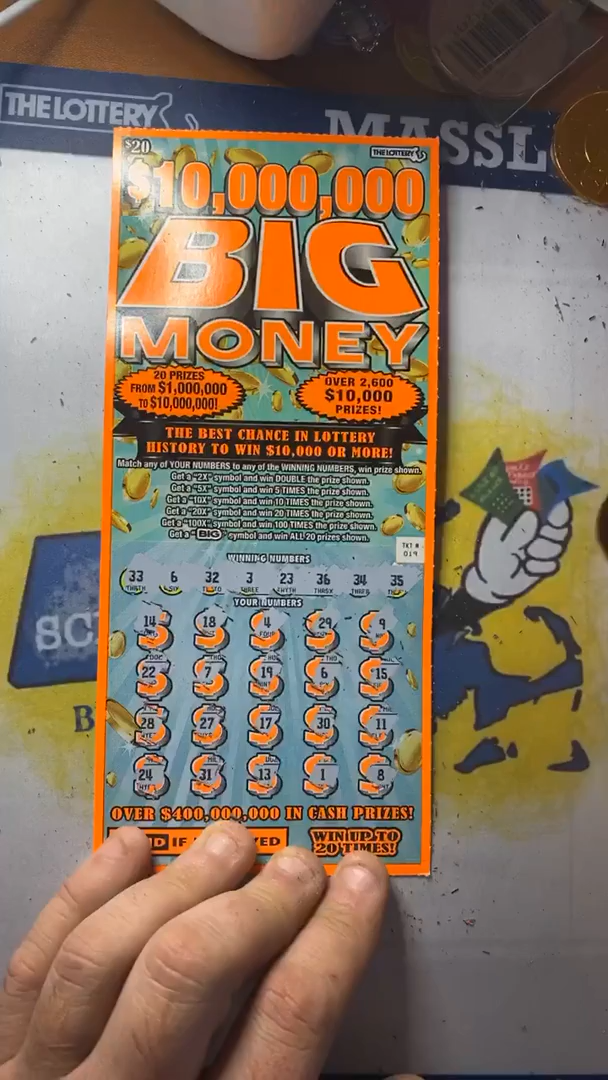 THE LOTTERY
MASSL
$20
THE LOTTERY
$10,000,000
BIG
MONEY
20 PRIZES
FROM $1,000,000
TO $10,000,000!
OVER 2,600
$10,000
PRIZES!
THE BEST CHANCE IN LOTTERY
HISTORY TO WIN $10,000 OR MORE!
Match any of YOUR NUMBERS to any of the WINNING NUMBERS, win prize shown.
Get a "2X" symbol and win DOUBLE the prize shown.
Get a "5X" symbol and win 5 TIMES the prize shown.
Get a "10X" symbol and win 10 TIMES the prize shown.
Get a "20X" symbol and win 20 TIMES the prize shown.
Get a "100X" symbol and win 100 TIMES the prize shown.
Get a "BIG" symbol and win ALL 20 prizes shown.
TKT #
019
WINNING NUMBERS
33 6 32 3 23 36 34 35
THREE
YOUR NUMBERS
14 18 4 29 9
FOUR
22 7 19 6 15
28 27 17 30 11
24 31 13 1 8
OVER $400,000,000 IN CASH PRIZES!
IF
WIN UP TO
20 TIMES!